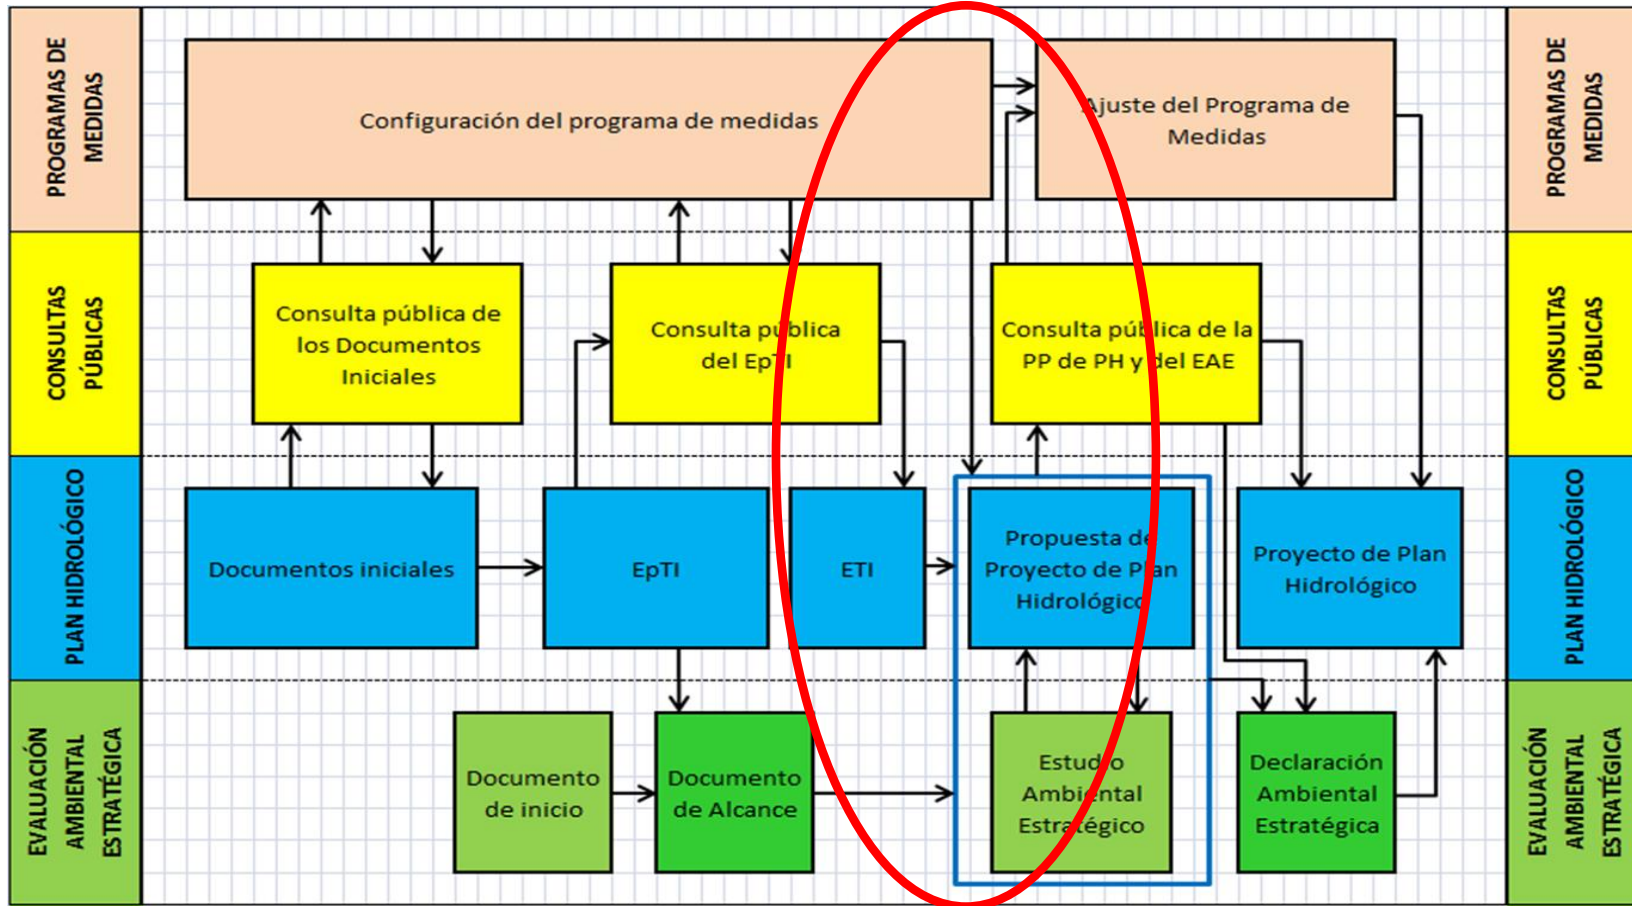 PROGRAMAS DE
MEDIDAS
Configuración del programa de medidas
Ajuste del Programa de
Medidas
PROGRAMAS DE
MEDIDAS
CONSULTAS
PÚBLICAS
Consulta pública de
los Documentos
Iniciales
Consulta pública
del EpTI
Consulta pública de la
PP de PH y del EAE
CONSULTAS
PÚBLICAS
PLAN HIDROLÓGICO
Documentos iniciales
EpTI
ETI
Propuesta de
Proyecto de Plan
Hidrológico
Proyecto de Plan
Hidrológico
PLAN HIDROLÓGICO
EVALUACIÓN
AMBIENTAL
ESTRATÉGICA
Documento
de inicio
Documento
de Alcance
Estudio
Ambiental
Estratégico
Declaración
Ambiental
Estratégica
EVALUACIÓN
AMBIENTAL
ESTRATÉGICA